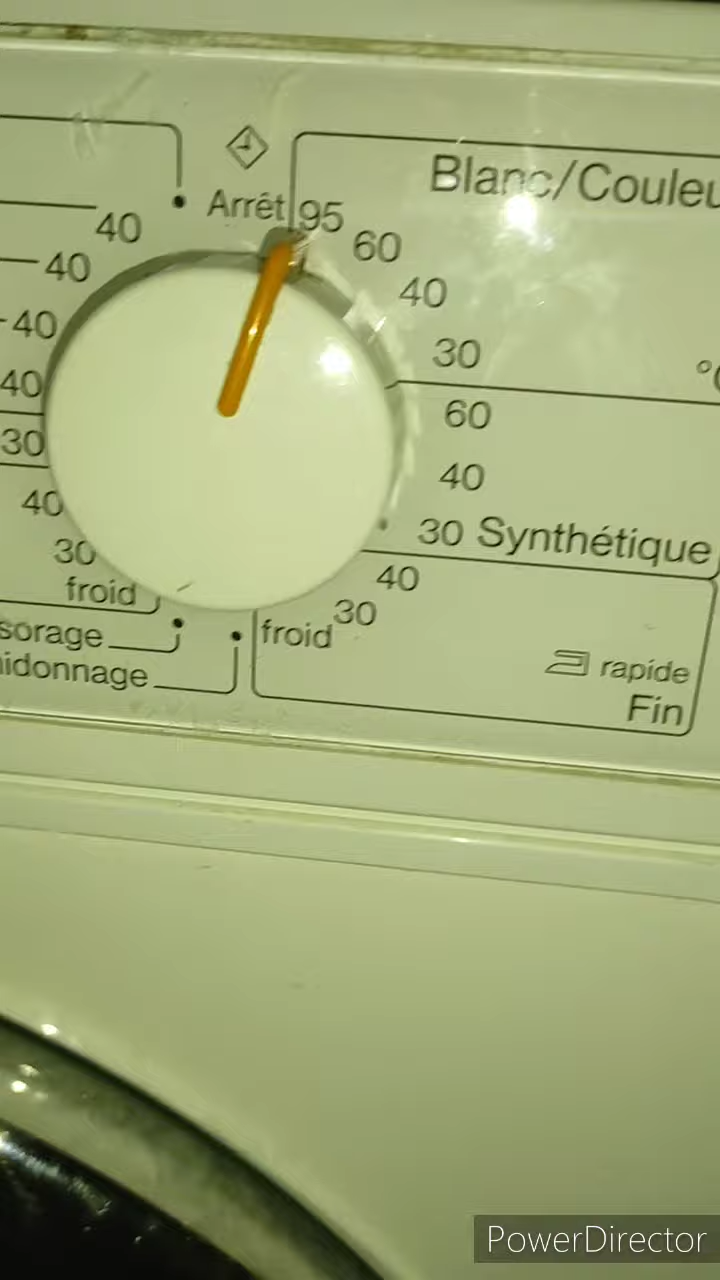 Blanc/Couleu
Arrêt 95
40 60
40 40
40 30
°C
40 60
30 40
40 30 Synthétique
30 40
froid 30
sorage froid
rapide
idonnage
Fin
PowerDirector